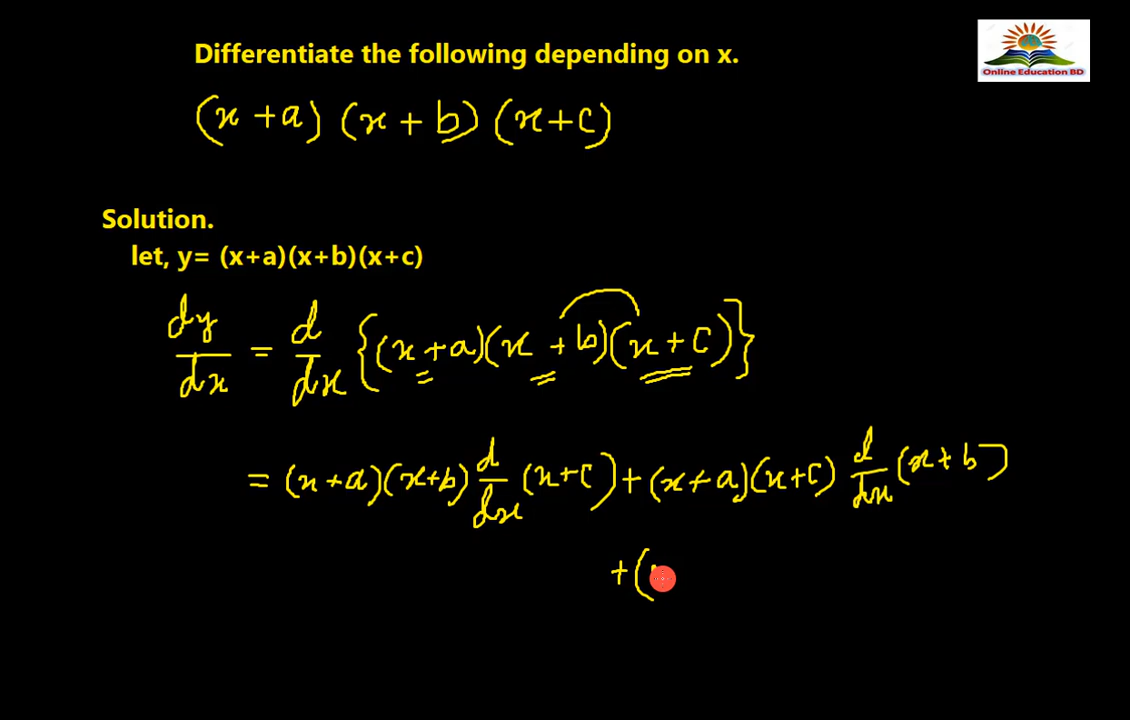 Differentiate the following depending on x.
Online Education BD
(x+a)(x+b)(x+c)
Solution.
let, y= (x+a)(x+b)(x+c)
dy/dx = d/dx {(x+a)(x+b)(x+c)}
= (x+a)(x+b) d/dx (x+c) + (x+a)(x+c) d/dx (x+b)
+(